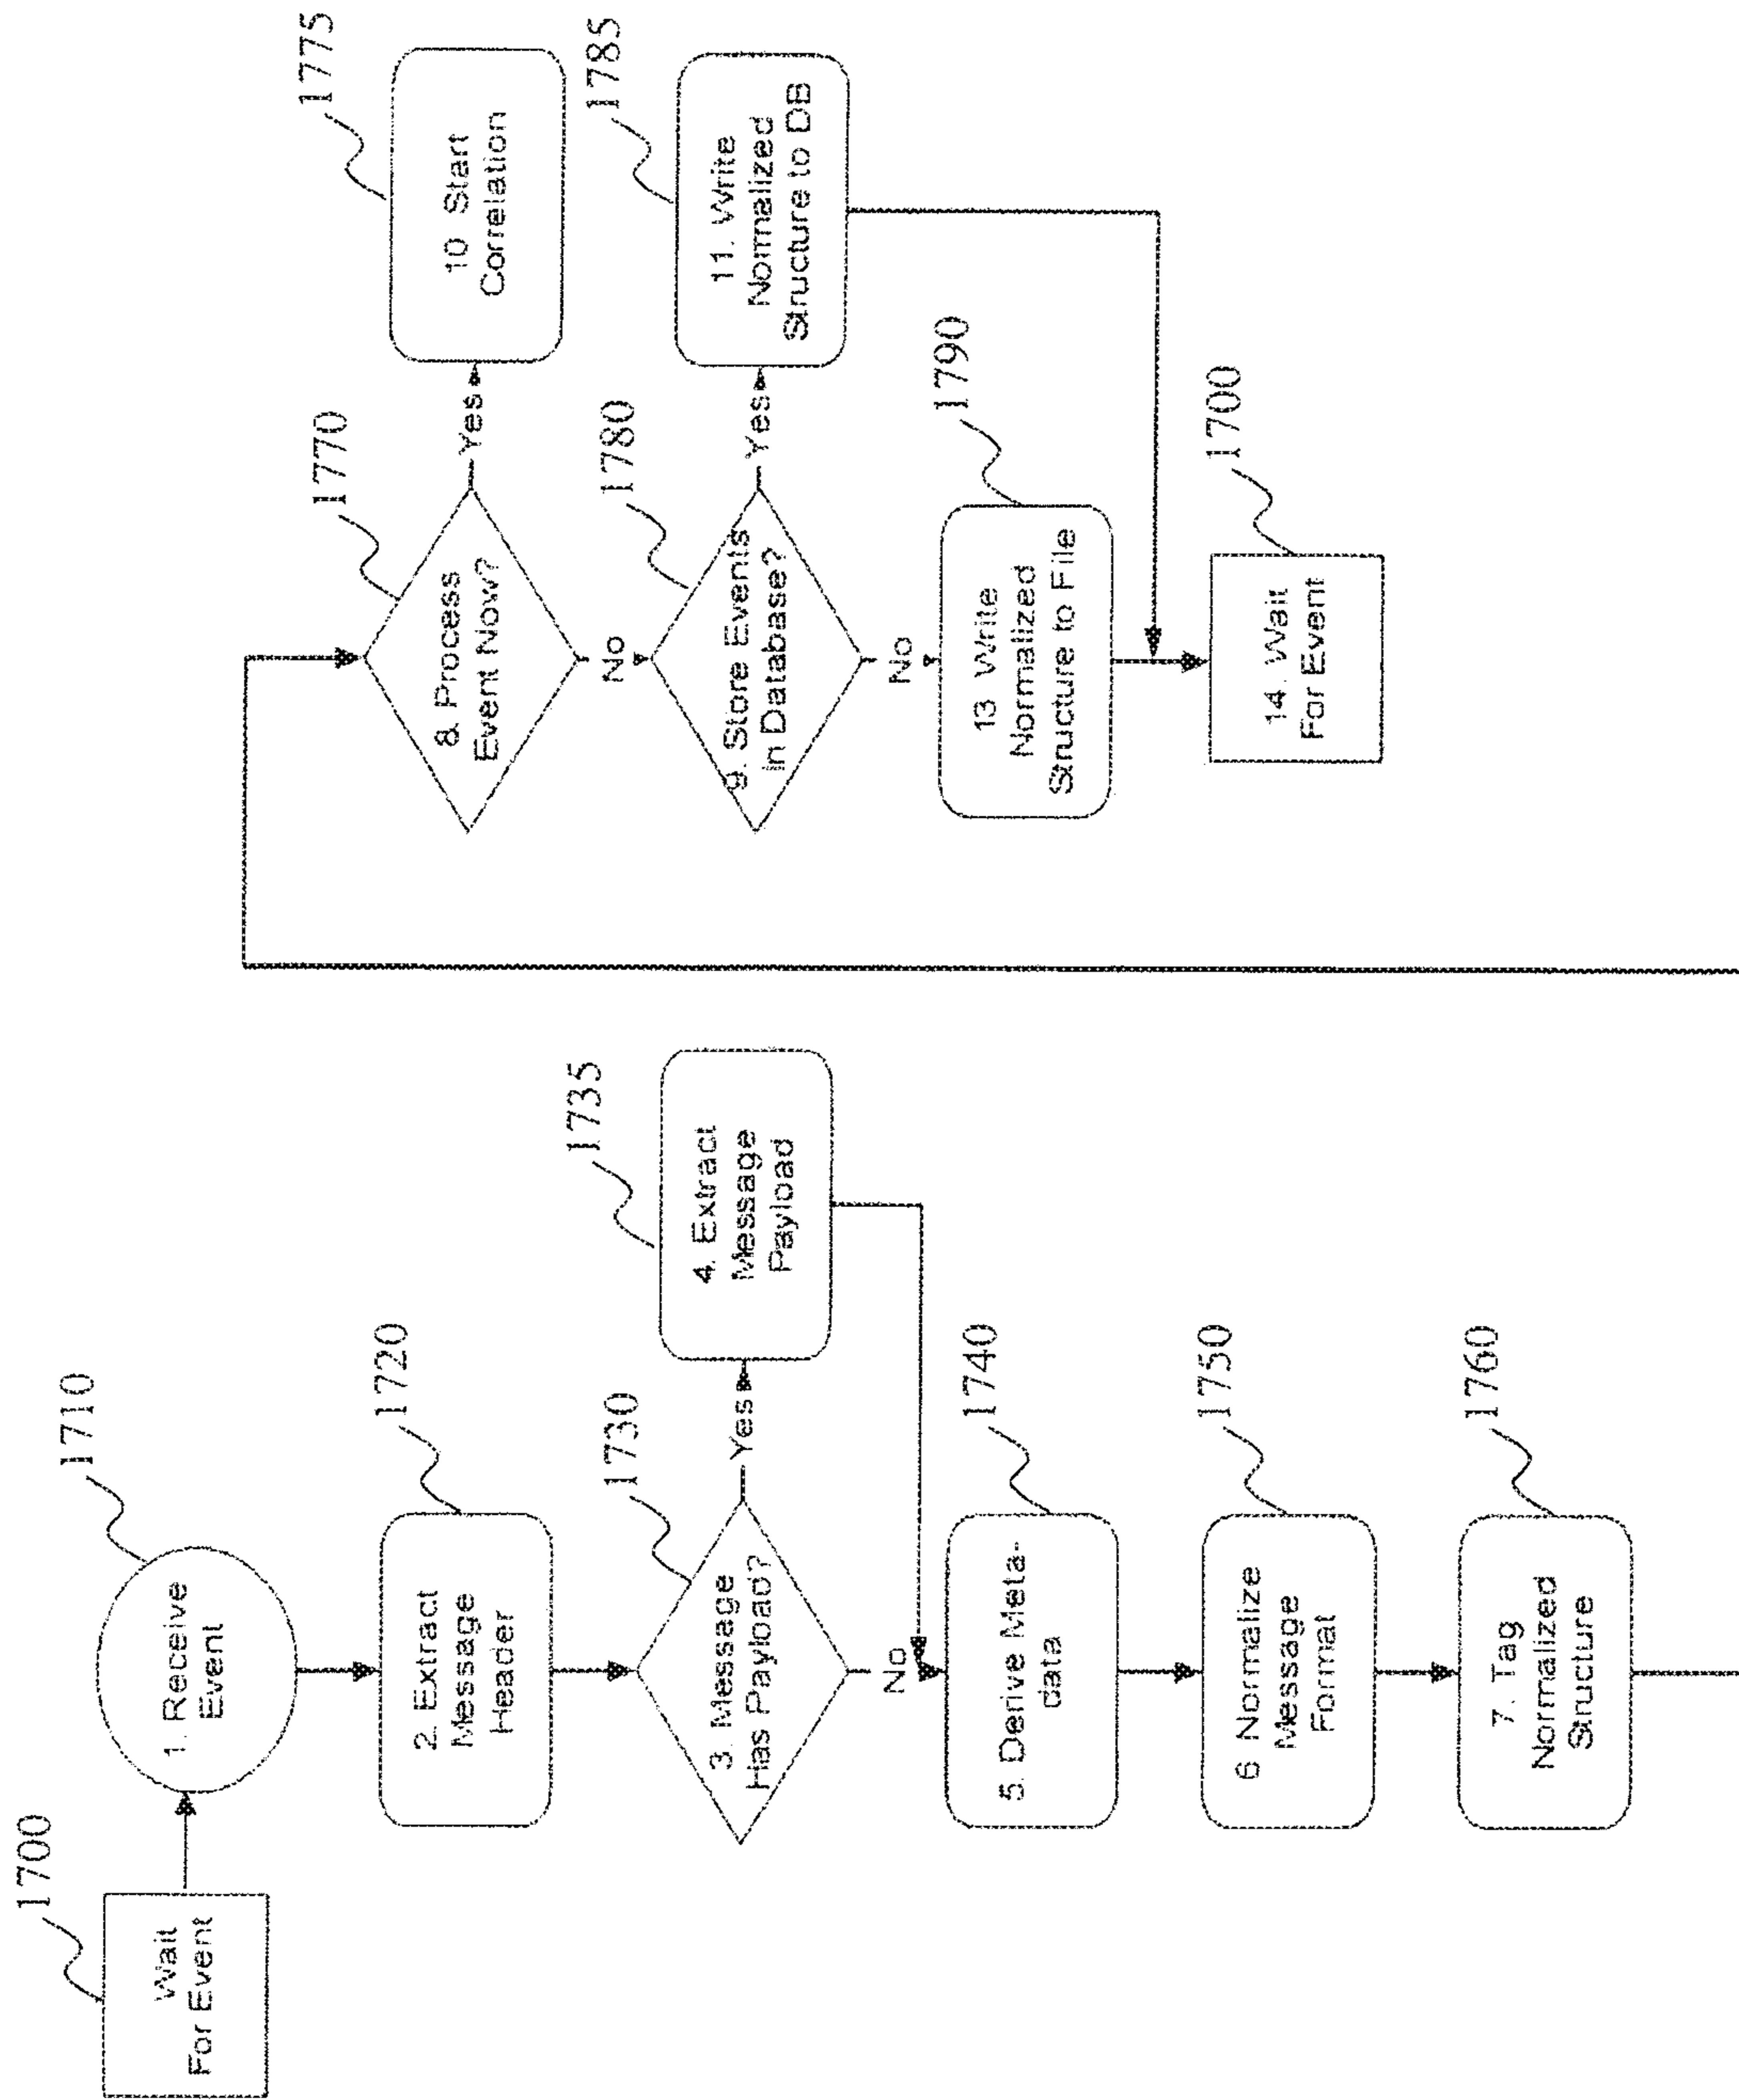 1700
Wait
For Event
1710
1. Receive
Event
1720
2. Extract
Message
Header
1730
3. Message
Has Payload?
Yes
No
1735
4. Extract
Message
Payload
1740
5. Derive Meta-
data
1750
6 Normalize
Message
Format
1760
7. Tag
Normalized
Structure
1770
8. Process
Event Now?
Yes
No
1775
10 Start
Correlation
1780
9. Store Events
in Database?
Yes
No
1785
11. Write
Normalized
Structure to DB
1790
13 Write
Normalized
Structure to File
1700
14. Wait
For Event